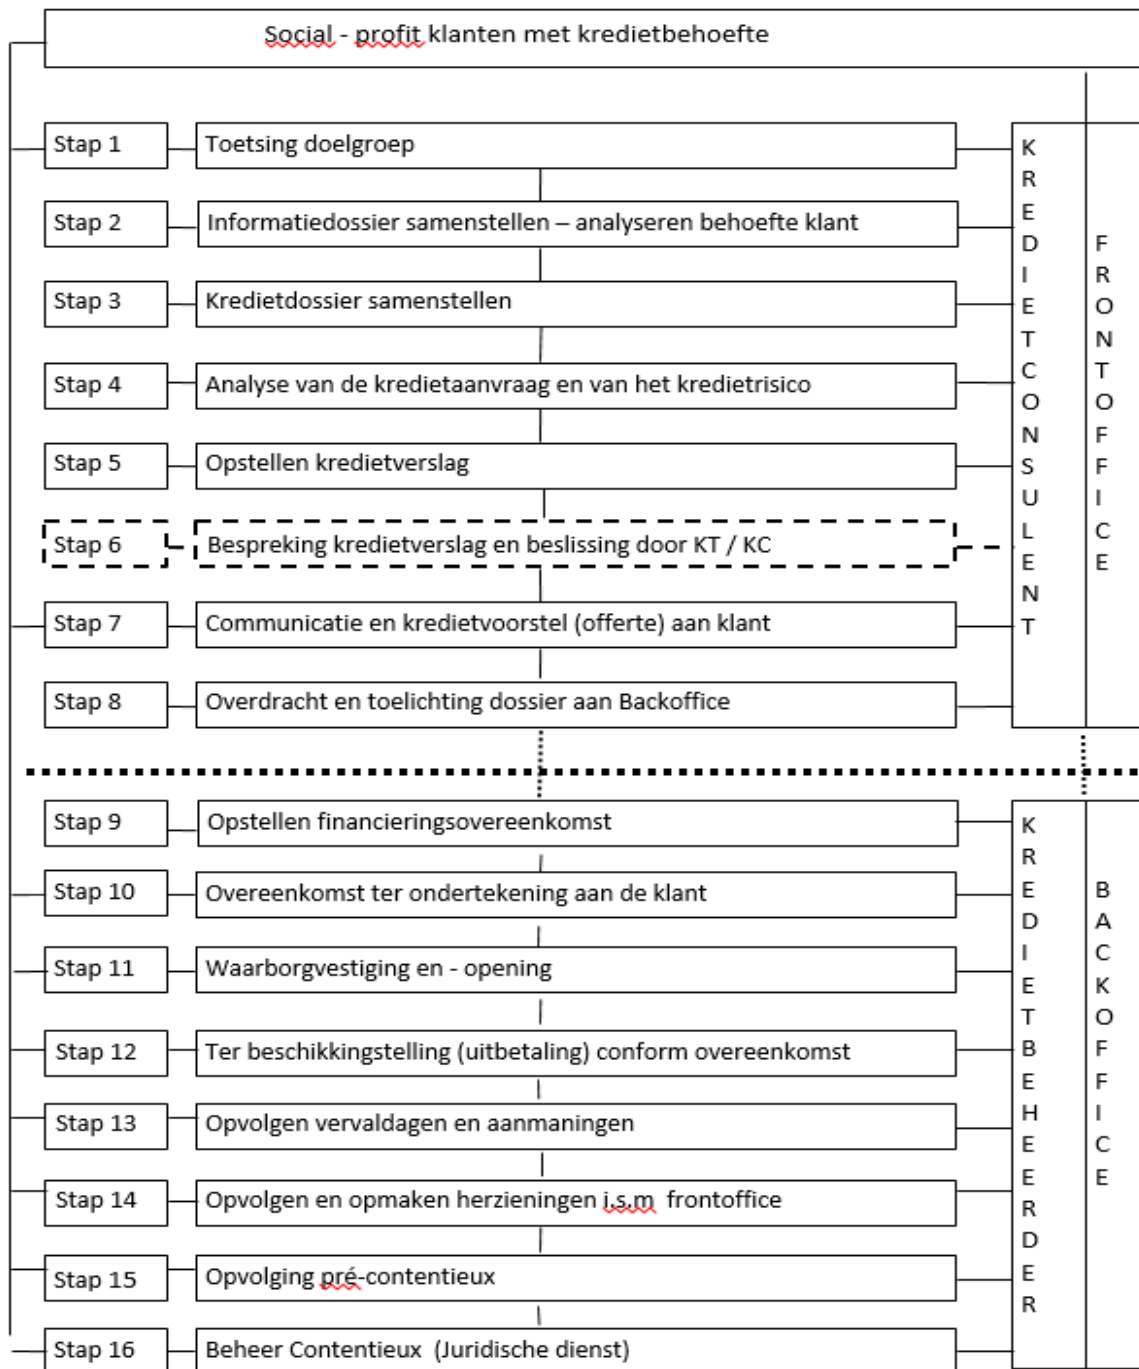 Social - profit klanten met kredietbehoefte
Stap 1
Toetsing doelgroep
Stap 2
Informatiedossier samenstellen – analyseren behoefte klant
Stap 3
Kredietdossier samenstellen
Stap 4
Analyse van de kredietaanvraag en van het kredietrisico
Stap 5
Opstellen kredietverslag
Stap 6
Bespreking kredietverslag en beslissing door KT / KC
Stap 7
Communicatie en kredietvoorstel (offerte) aan klant
Stap 8
Overdracht en toelichting dossier aan Backoffice
KREDIETCONSULENT
FRONTOFFICE
Stap 9
Opstellen financieringsovereenkomst
Stap 10
Overeenkomst ter ondertekening aan de klant
Stap 11
Waarborgvestiging en - opening
Stap 12
Ter beschikkingstelling (uitbetaling) conform overeenkomst
Stap 13
Opvolgen vervaldagen en aanmaningen
Stap 14
Opvolgen en opmaken herzieningen i.s.m frontoffice
Stap 15
Opvolging pré-contentieux
Stap 16
Beheer Contentieux (Juridische dienst)
KREDIETBEHEERDER
BACKOFFICE